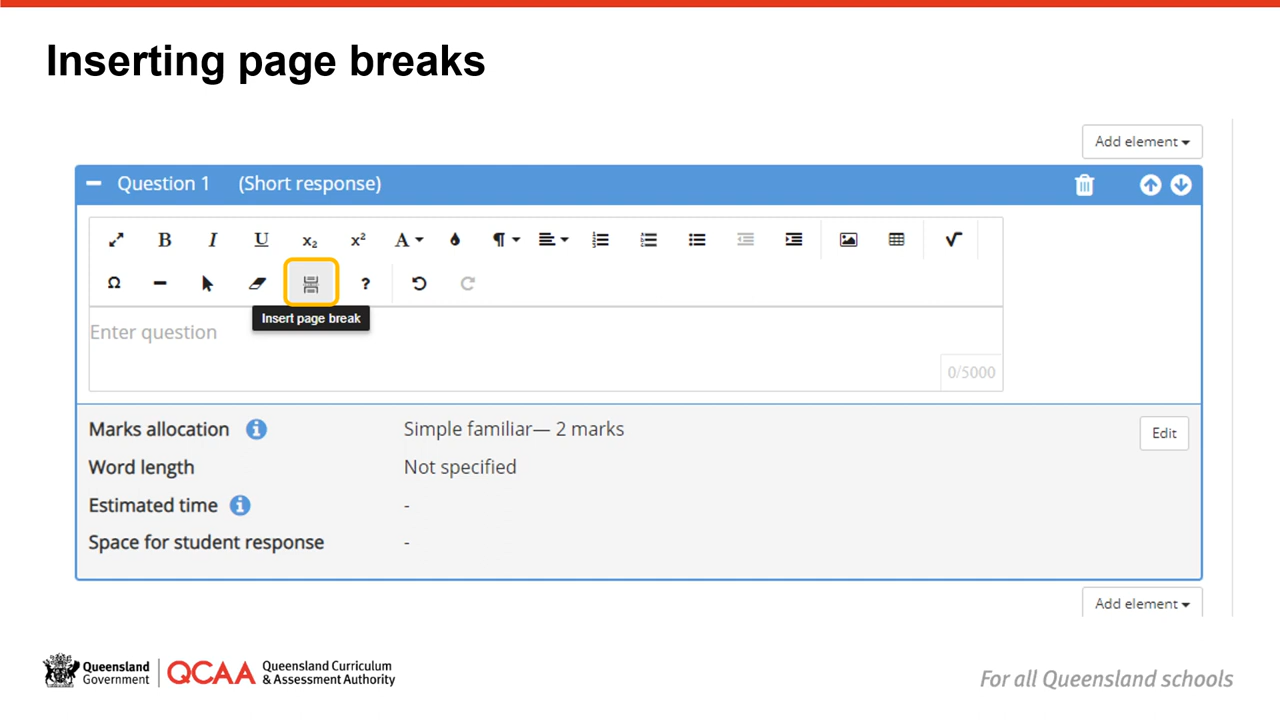 Inserting page breaks
Add element
Question 1 (Short response)
B I U x₂ x² A ¶ √
Ω ?
Insert page break
Enter question
0/5000
Marks allocation i Simple familiar— 2 marks
Edit
Word length Not specified
Estimated time i -
Space for student response -
Add element
Queensland
Government
QCAA
Queensland Curriculum
& Assessment Authority
For all Queensland schools